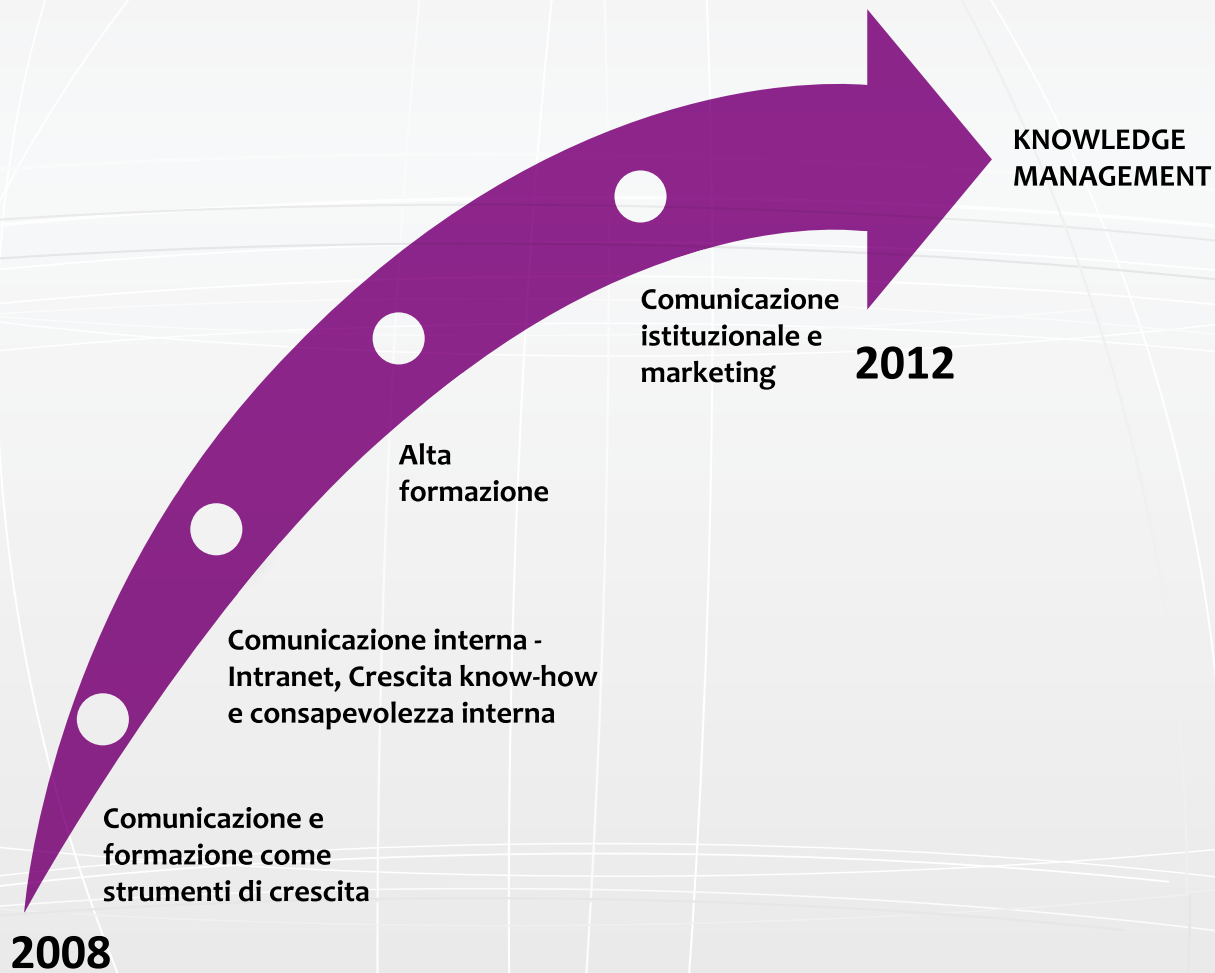 KNOWLEDGE
MANAGEMENT
Comunicazione
istituzionale e
marketing
2012
Alta
formazione
Comunicazione interna -
Intranet, Crescita know-how
e consapevolezza interna
Comunicazione e
formazione come
strumenti di crescita
2008